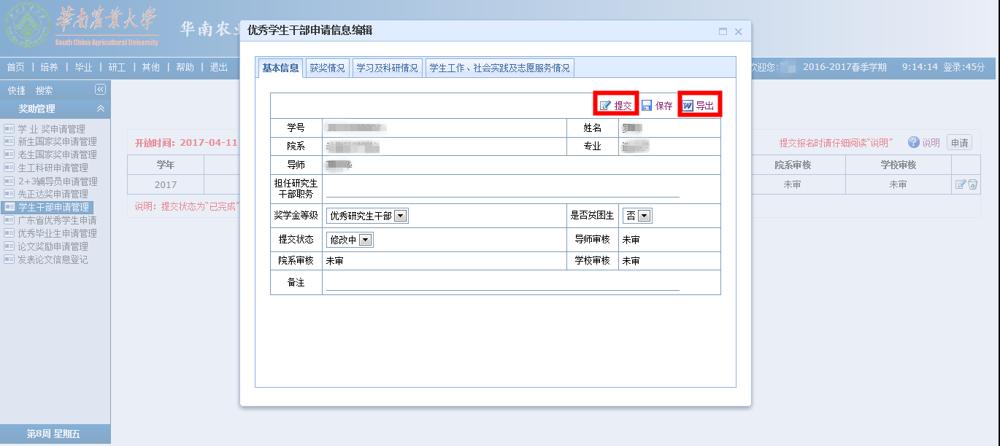 华南农业大学
South China Agricultural University
华南农业
首页 | 培养 | 毕业 | 研工 | 其他 | 帮助 | 退出
欢迎您: 2016-2017春季学期 9:14:14 登录:45分
快捷 搜索
奖助管理
学 业 奖申请管理
新生国家奖申请管理
老生国家奖申请管理
生工科研申请管理
2+3辅导员申请管理
先正达奖申请管理
学生干部申请管理
广东省优秀学生申请
优秀毕业生申请管理
论文奖励申请管理
发表论文信息登记
第8周 星期五
开放时间: 2017-04-11
提交报名时请仔细阅读“说明” 说明 申请
学年 院系审核 学校审核
2017 未审 未审
说明: 提交状态为“已完成”
优秀学生干部申请信息编辑
基本信息 获奖情况 学习及科研情况 学生工作、社会实践及志愿服务情况
提交 保存 导出
学号 姓名
院系 专业
导师
担任研究生
干部职务
奖学金等级 优秀研究生干部 是否贫困生 否
提交状态 修改中 导师审核 未审
院系审核 未审 学校审核 未审
备注